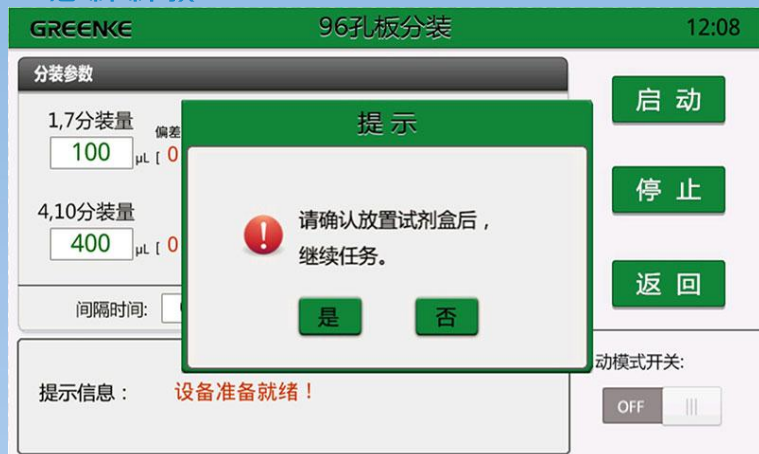 GREENKE 96孔板分装 12:08
分装参数
1,7分装量 偏差
100 μL [ 0
4,10分装量
400 μL [ 0
间隔时间:
提示
请确认放置试剂盒后，
继续任务。
是 否
启动
停止
返回
动模式开关:
OFF
提示信息： 设备准备就绪！